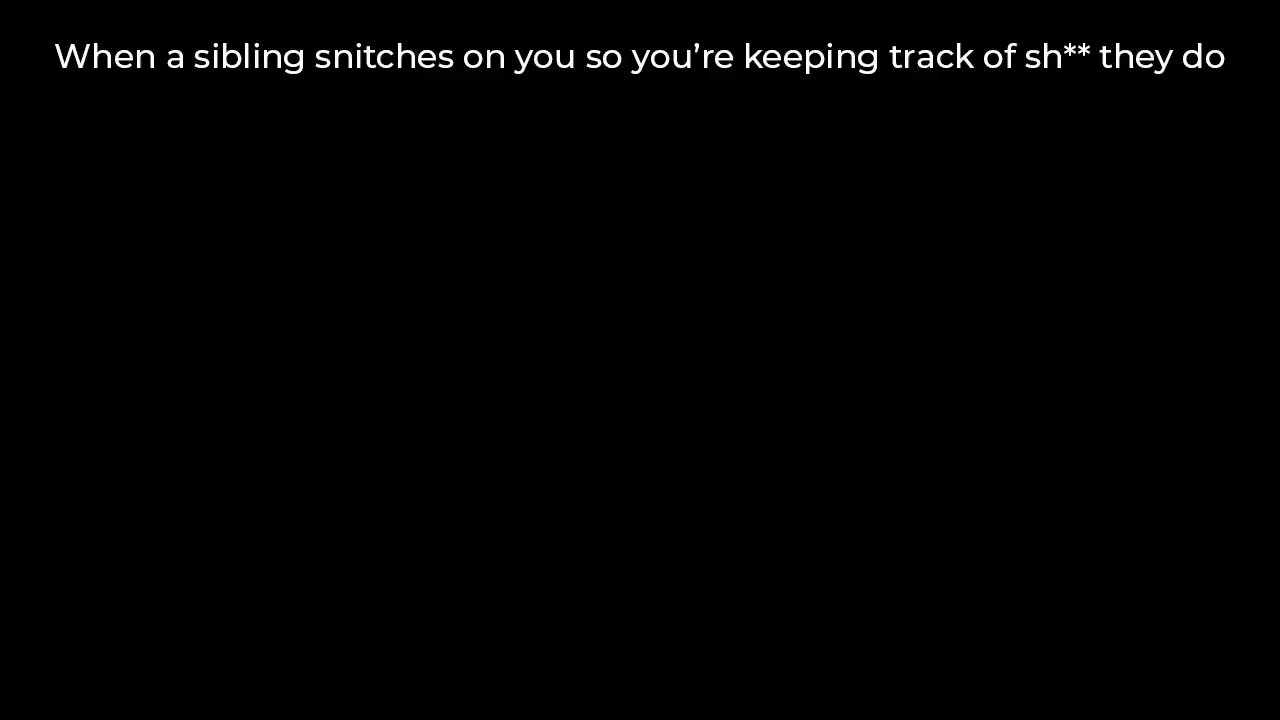 When a sibling snitches on you so you’re keeping track of sh** they do